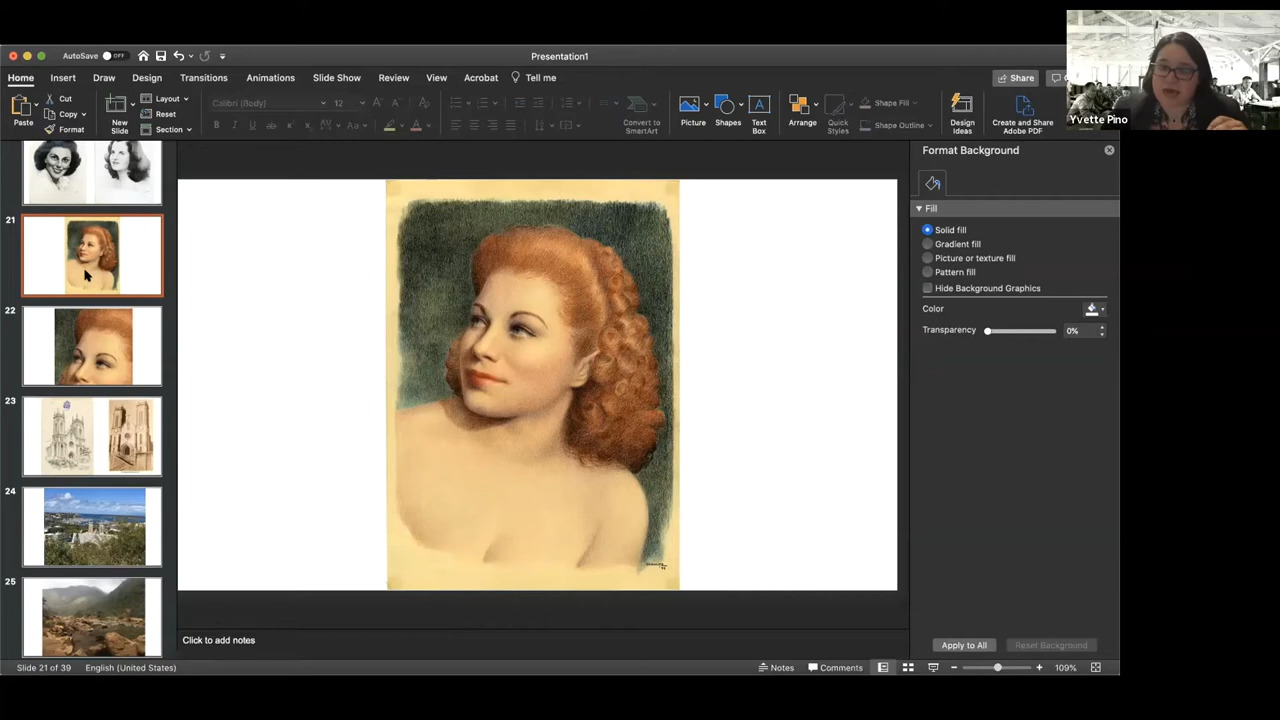 AutoSave OFF
Presentation1
Home Insert Draw Design Transitions Animations Slide Show Review View Acrobat Tell me
Share
Paste
Cut
Copy
Format
New Slide
Layout
Reset
Section
Calibri (Body) 12
Convert to SmartArt
Picture
Shapes
Text Box
Arrange
Quick Styles
Shape Fill
Shape Outline
Design Ideas
Create and Share Adobe PDF
Yvette Pino
Format Background
Fill
Solid fill
Gradient fill
Picture or texture fill
Pattern fill
Hide Background Graphics
Color
Transparency 0%
Apply to All
Reset Background
21
22
23
24
25
Click to add notes
Slide 21 of 39 English (United States)
Notes Comments 109%